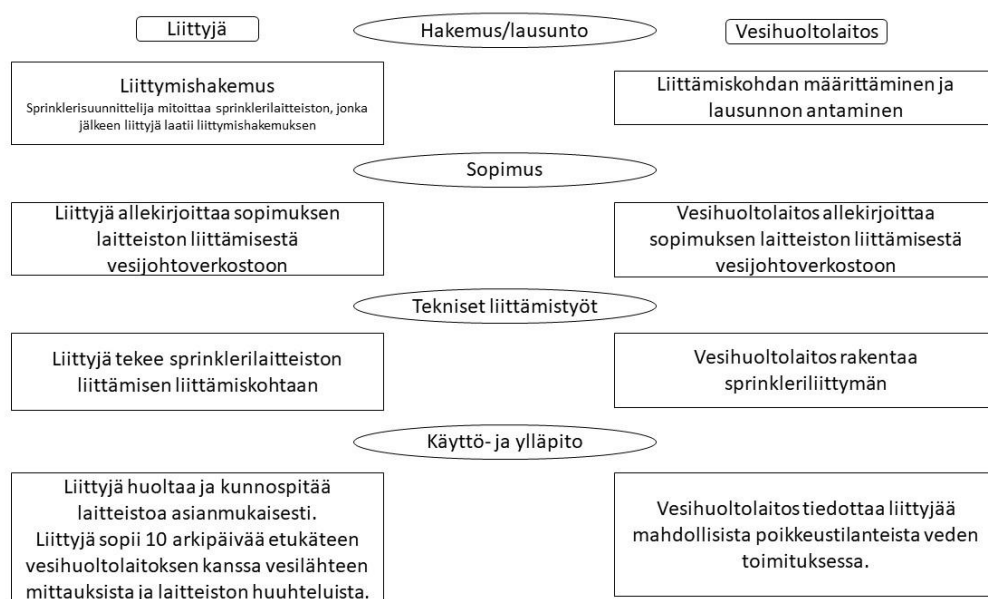 Liittyjä
Hakemus/lausunto
Vesihuoltolaitos
Liittymishakemus
Sprinklerisuunnittelija mitoittaa sprinklerilaitteiston, jonka
jälkeen liittyjä laatii liittymishakemuksen
Liittämiskohdan määrittäminen ja
lausunnon antaminen
Sopimus
Liittyjä allekirjoittaa sopimuksen
laitteiston liittämisestä
vesijohtoverkostoon
Vesihuoltolaitos allekirjoittaa
sopimuksen laitteiston liittämisestä
vesijohtoverkostoon
Tekniset liittämistyöt
Liittyjä tekee sprinklerilaitteiston
liittämisen liittämiskohtaan
Vesihuoltolaitos rakentaa
sprinkleriliittymän
Käyttö- ja ylläpito
Liittyjä huoltaa ja kunnospitää
laitteistoa asianmukaisesti.
Liittyjä sopii 10 arkipäivää etukäteen
vesihuoltolaitoksen kanssa vesilähteen
mittauksista ja laitteiston huuhteluista.
Vesihuoltolaitos tiedottaa liittyjää
mahdollisista poikkeustilanteista veden
toimituksessa.